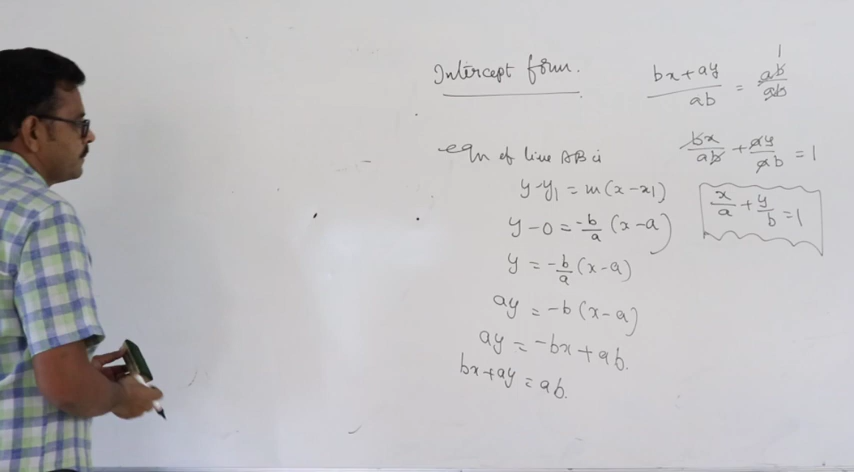 Intercept form.
eqn of line AB is
y-y₁ = m(x-x₁)
y-0 = -b/a (x-a)
y = -b/a (x-a)
ay = -b(x-a)
ay = -bx+ab.
bx+ay = ab.
(bx+ay)/ab = ab/ab 1
bx/ab + ay/ab = 1
x/a + y/b = 1